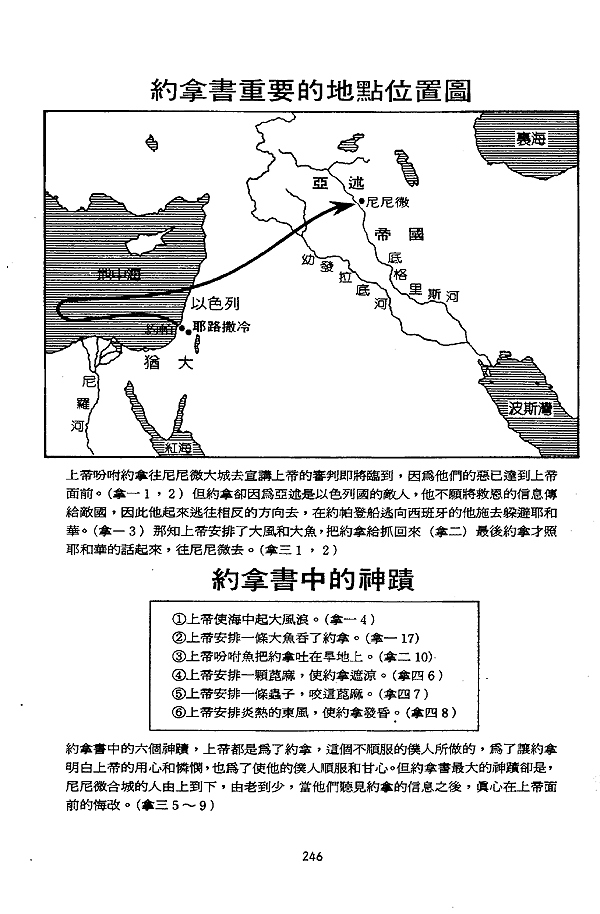 約拿書重要的地點位置圖
裏海
亞述
尼尼微
帝國
幼發拉底河
底格里斯河
地中海
以色列
約帕
耶路撒冷
猶大
尼羅河
紅海
波斯灣
上帝吩咐約拿往尼尼微大城去宣講上帝的審判即將臨到,因為他們的惡已達到上帝
面前。(拿一1,2)但約拿卻因為亞述是以色列國的敵人,他不願將救恩的信息傳
給敵國,因此他起來逃往相反的方向去,在約帕登船逃向西班牙的他施去躲避耶和
華。(拿一3)那知上帝安排了大風和大魚,把約拿給抓回來(拿二)最後約拿才照
耶和華的話起來,往尼尼微去。(拿三1,2)
約拿書中的神蹟
①上帝使海中起大風浪。(拿一4)
②上帝安排一條大魚吞了約拿。(拿一17)
③上帝吩咐魚把約拿吐在旱地上。(拿二10)
④上帝安排一顆蓖麻,使約拿遮涼。(拿四6)
⑤上帝安排一條蟲子,咬這蓖麻。(拿四7)
⑥上帝安排炎熱的東風,使約拿發昏。(拿四8)
約拿書中的六個神蹟,上帝都是為了約拿,這個不順服的僕人所做的,為了讓約拿
明白上帝的用心和憐憫,也為了使他的僕人順服和甘心。但約拿書最大的神蹟卻是,
尼尼微合城的人由上到下,由老到少,當他們聽見約拿的信息之後,真心在上帝面
前的悔改。(拿三5～9)
246